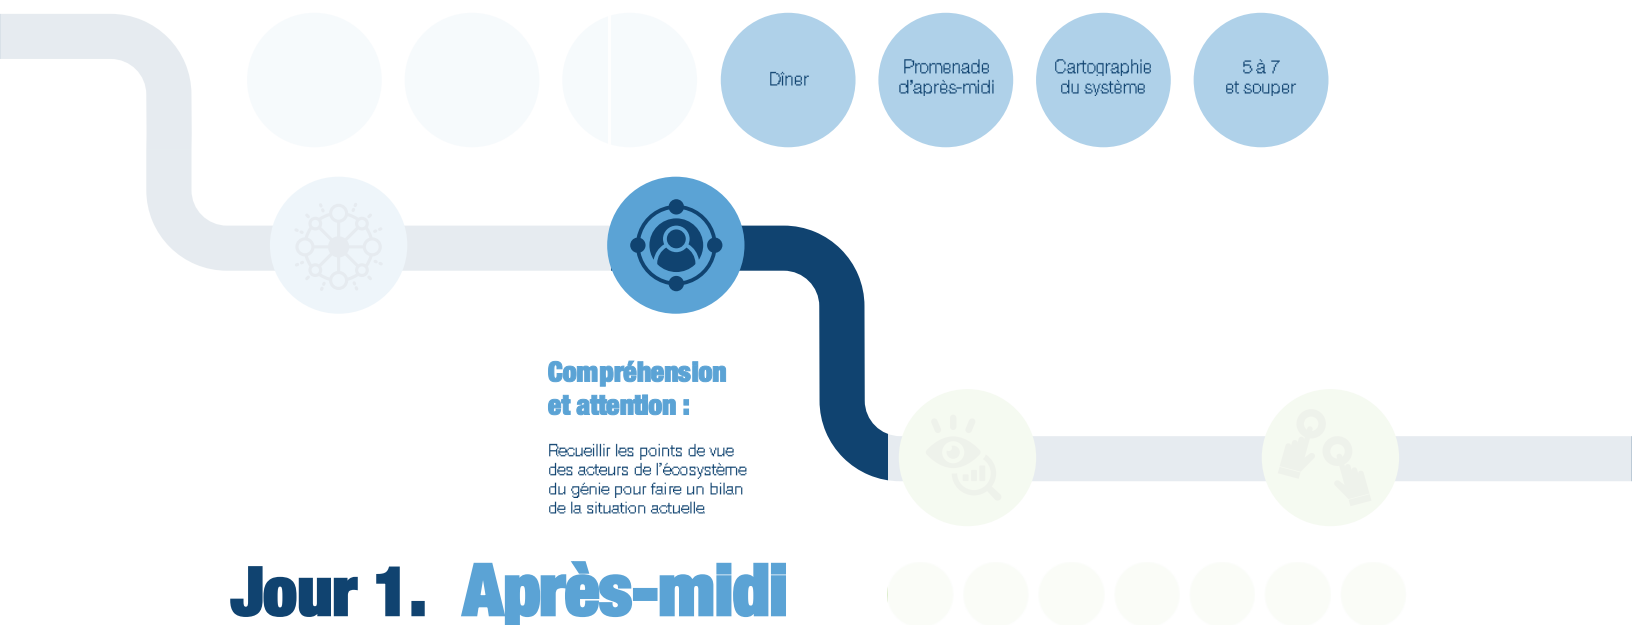 Dîner
Promenade
d'après-midi
Cartographie
du système
5 à 7
et souper
Compréhension
et attention :
Recueillir les points de vue
des acteurs de l'écosystème
du génie pour faire un bilan
de la situation actuelle.
Jour 1. Après-midi